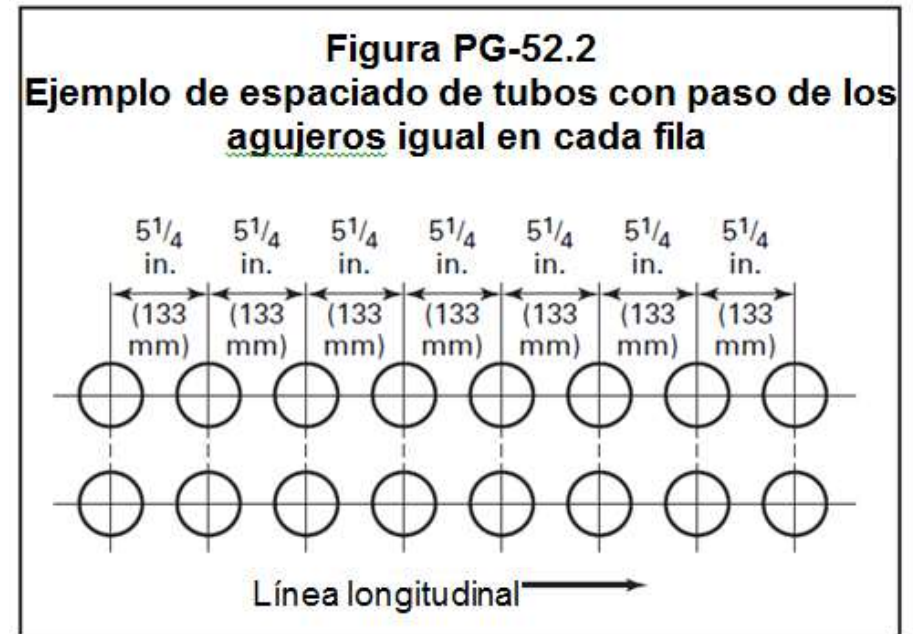 Figura PG-52.2
Ejemplo de espaciado de tubos con paso de los
agujeros igual en cada fila
5 1/4 5 1/4 5 1/4 5 1/4 5 1/4 5 1/4 5 1/4
in. in. in. in. in. in. in.
(133 (133 (133 (133 (133 (133 (133
mm) mm) mm) mm) mm) mm) mm)
Línea longitudinal